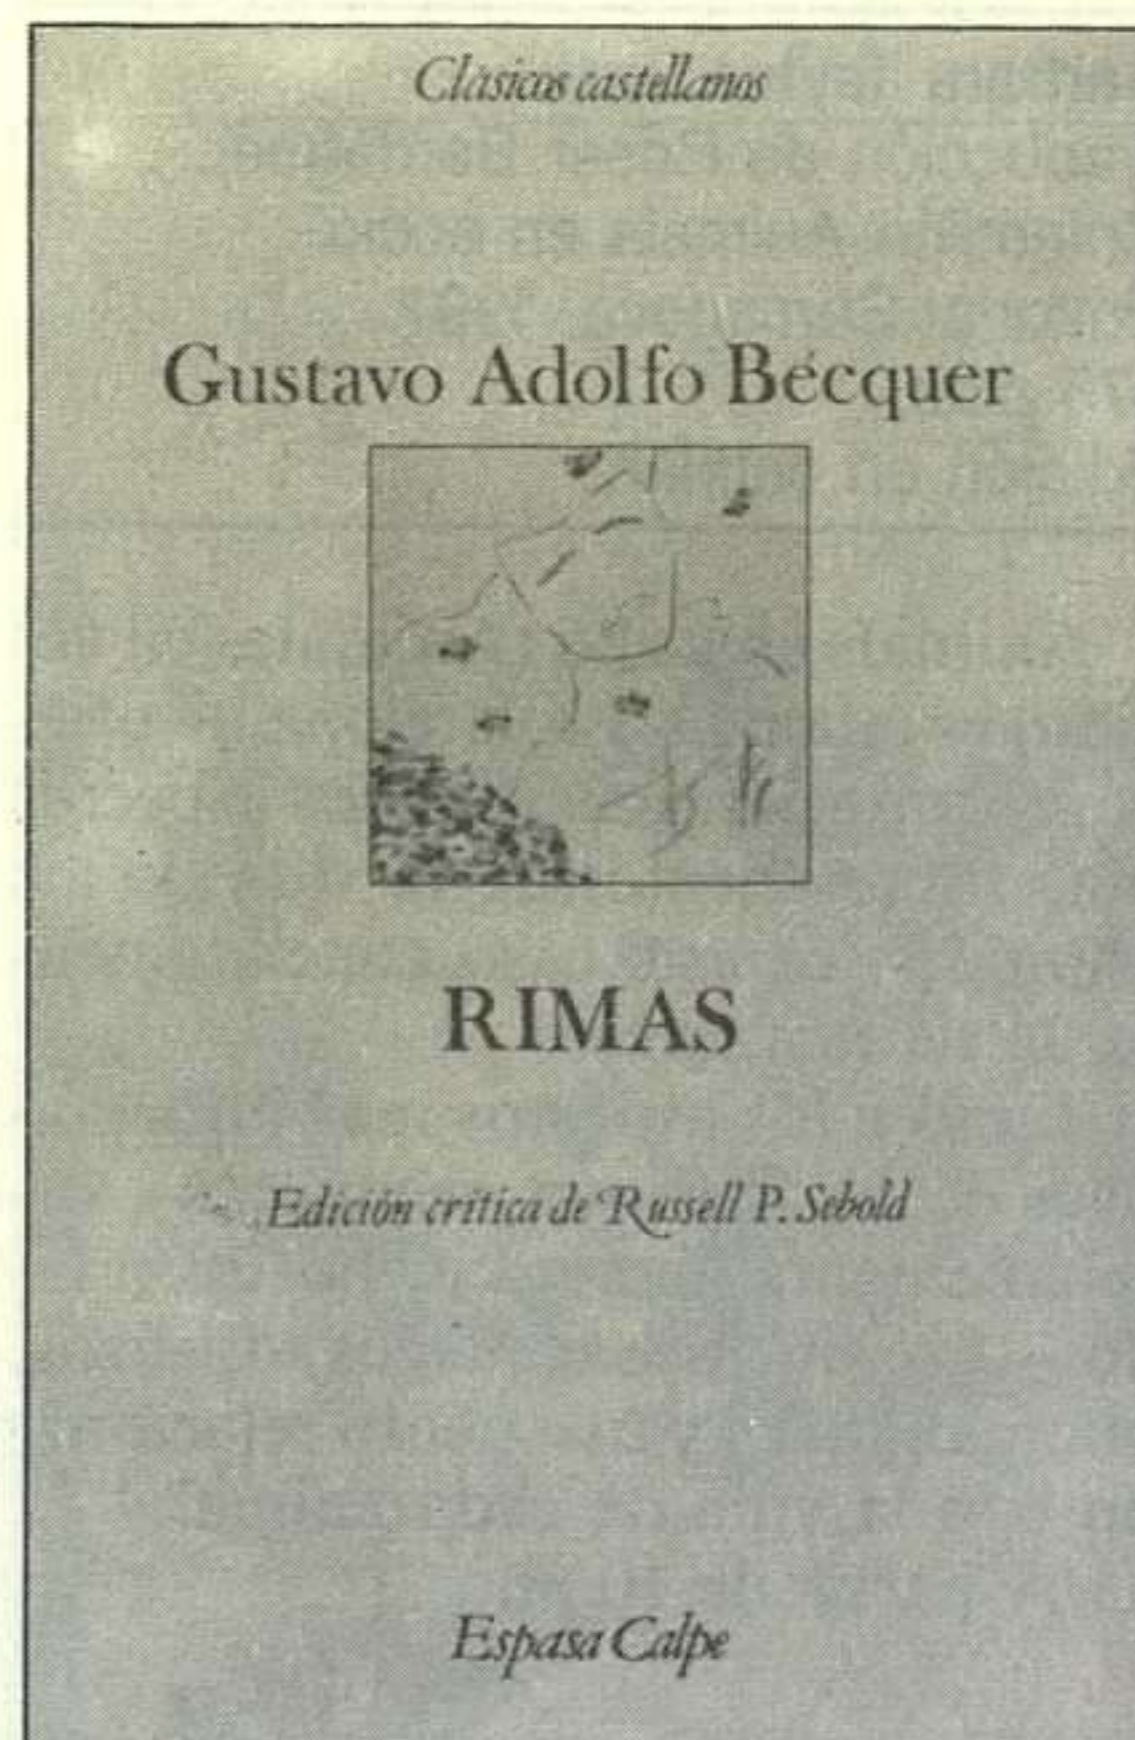 Clásicos castellanos
Gustavo Adolfo Bécquer
RIMAS
Edición crítica de Russell P. Sebold
Espasa Calpe